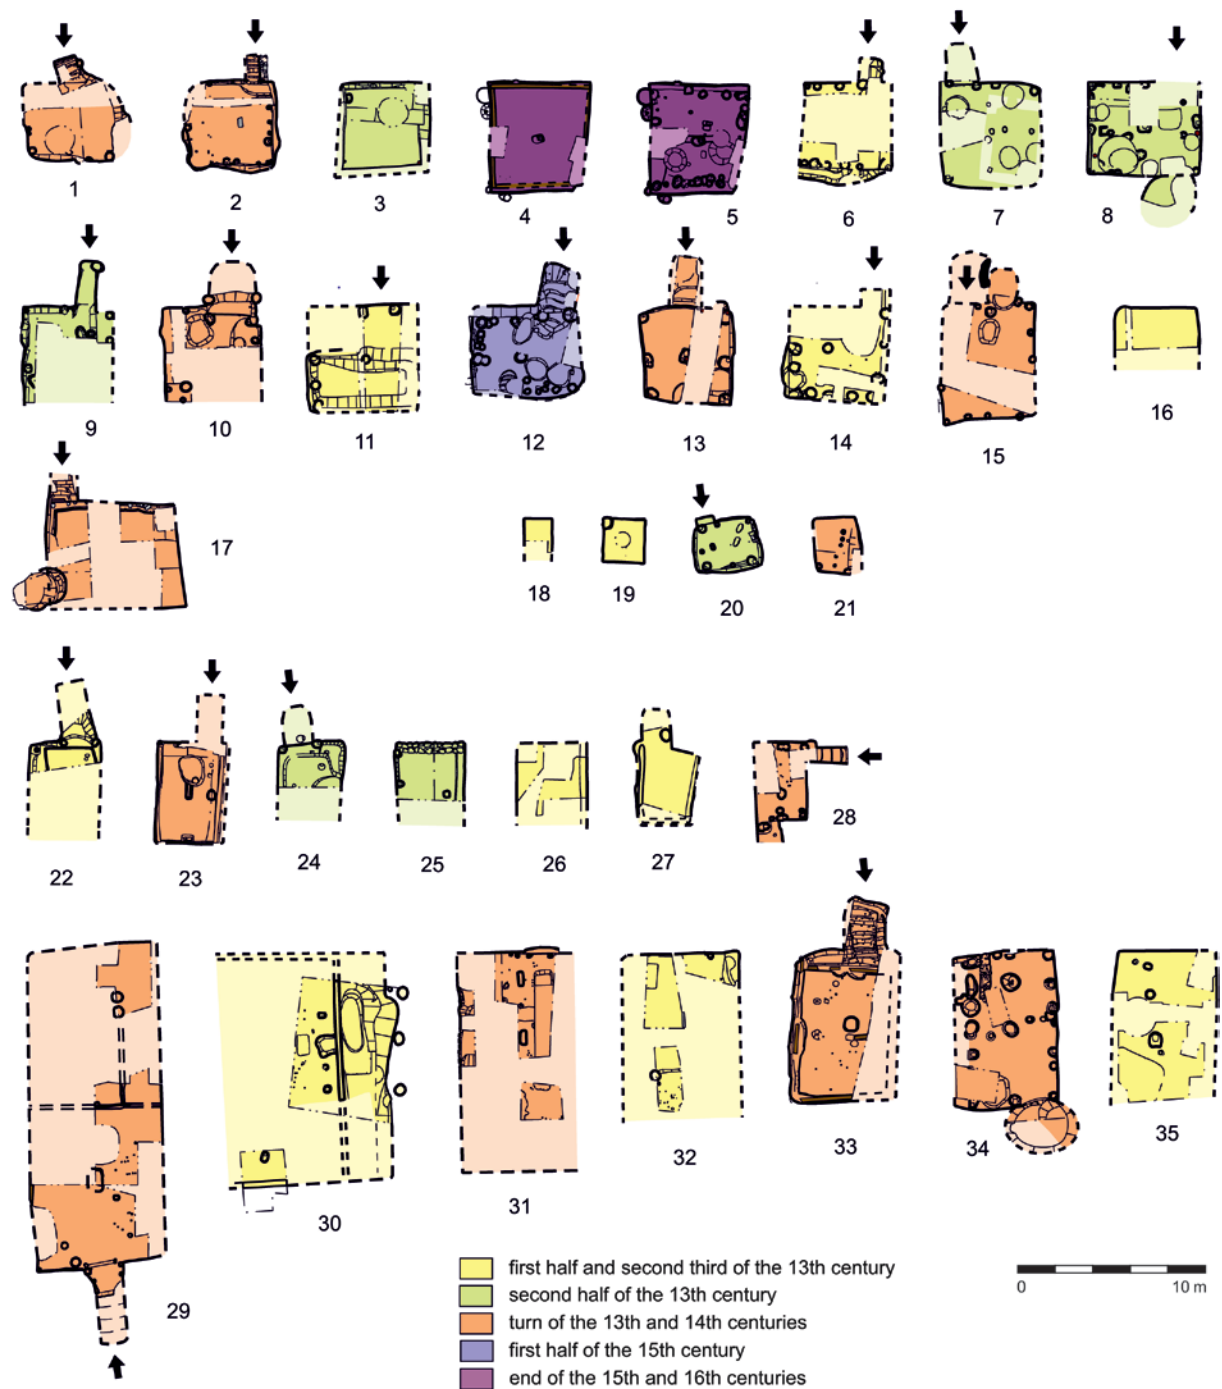 1 2 3 4 5 6 7 8
9 10 11 12 13 14 15 16
17 18 19 20 21
22 23 24 25 26 27 28
29 30 31 32 33 34 35
first half and second third of the 13th century
second half of the 13th century
turn of the 13th and 14th centuries
first half of the 15th century
end of the 15th and 16th centuries
0 10 m